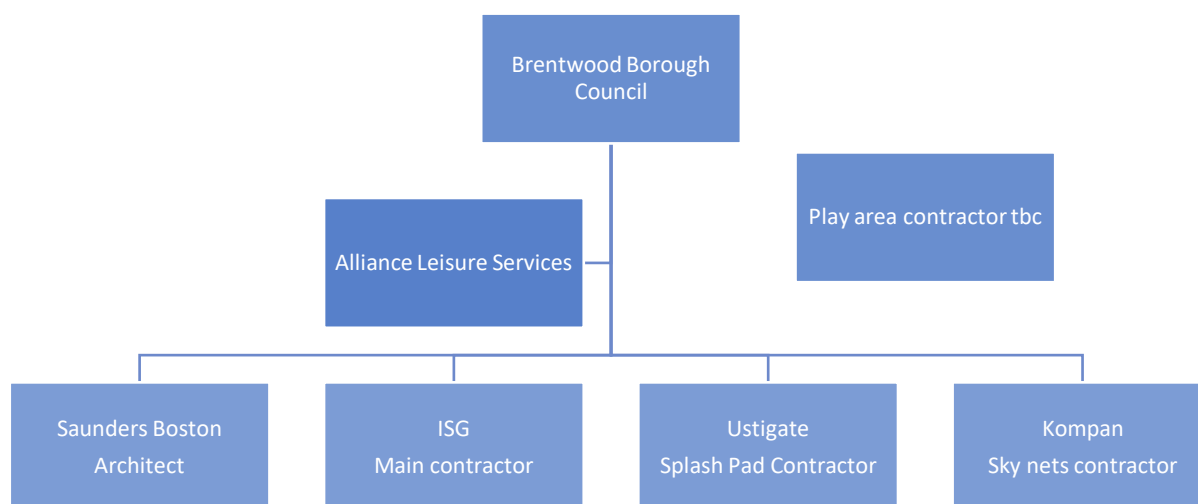 Brentwood Borough
Council
Play area contractor tbc
Alliance Leisure Services
Saunders Boston
Architect
ISG
Main contractor
Ustigate
Splash Pad Contractor
Kompan
Sky nets contractor